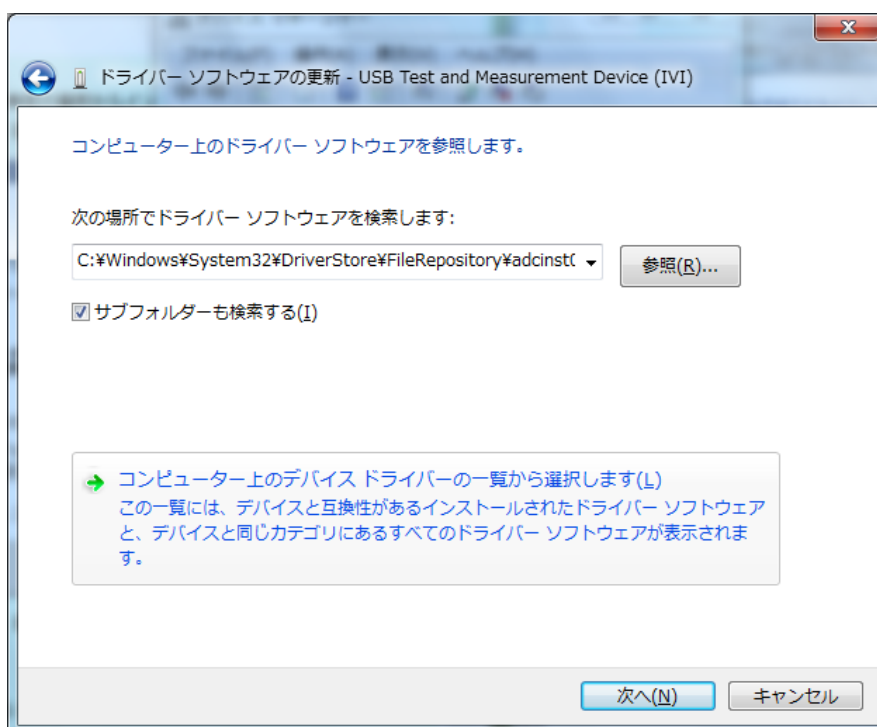 ドライバー ソフトウェアの更新 - USB Test and Measurement Device (IVI)
コンピューター上のドライバー ソフトウェアを参照します。
次の場所でドライバー ソフトウェアを検索します:
C:¥Windows¥System32¥DriverStore¥FileRepository¥adcinst
参照(R)...
サブフォルダーも検索する(I)
コンピューター上のデバイス ドライバーの一覧から選択します(L)
この一覧には、デバイスと互換性があるインストールされたドライバー ソフトウェア
と、デバイスと同じカテゴリにあるすべてのドライバー ソフトウェアが表示されま
す。
次へ(N)
キャンセル